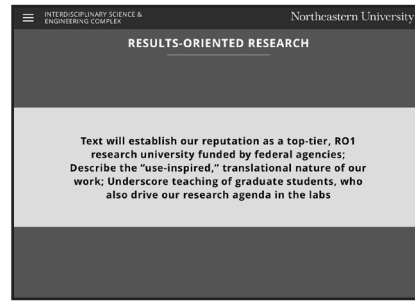 INTERDISCIPLINARY SCIENCE &
ENGINEERING COMPLEX
Northeastern University
RESULTS-ORIENTED RESEARCH
Text will establish our reputation as a top-tier, RO1
research university funded by federal agencies;
Describe the “use-inspired,” translational nature of our
work; Underscore teaching of graduate students, who
also drive our research agenda in the labs